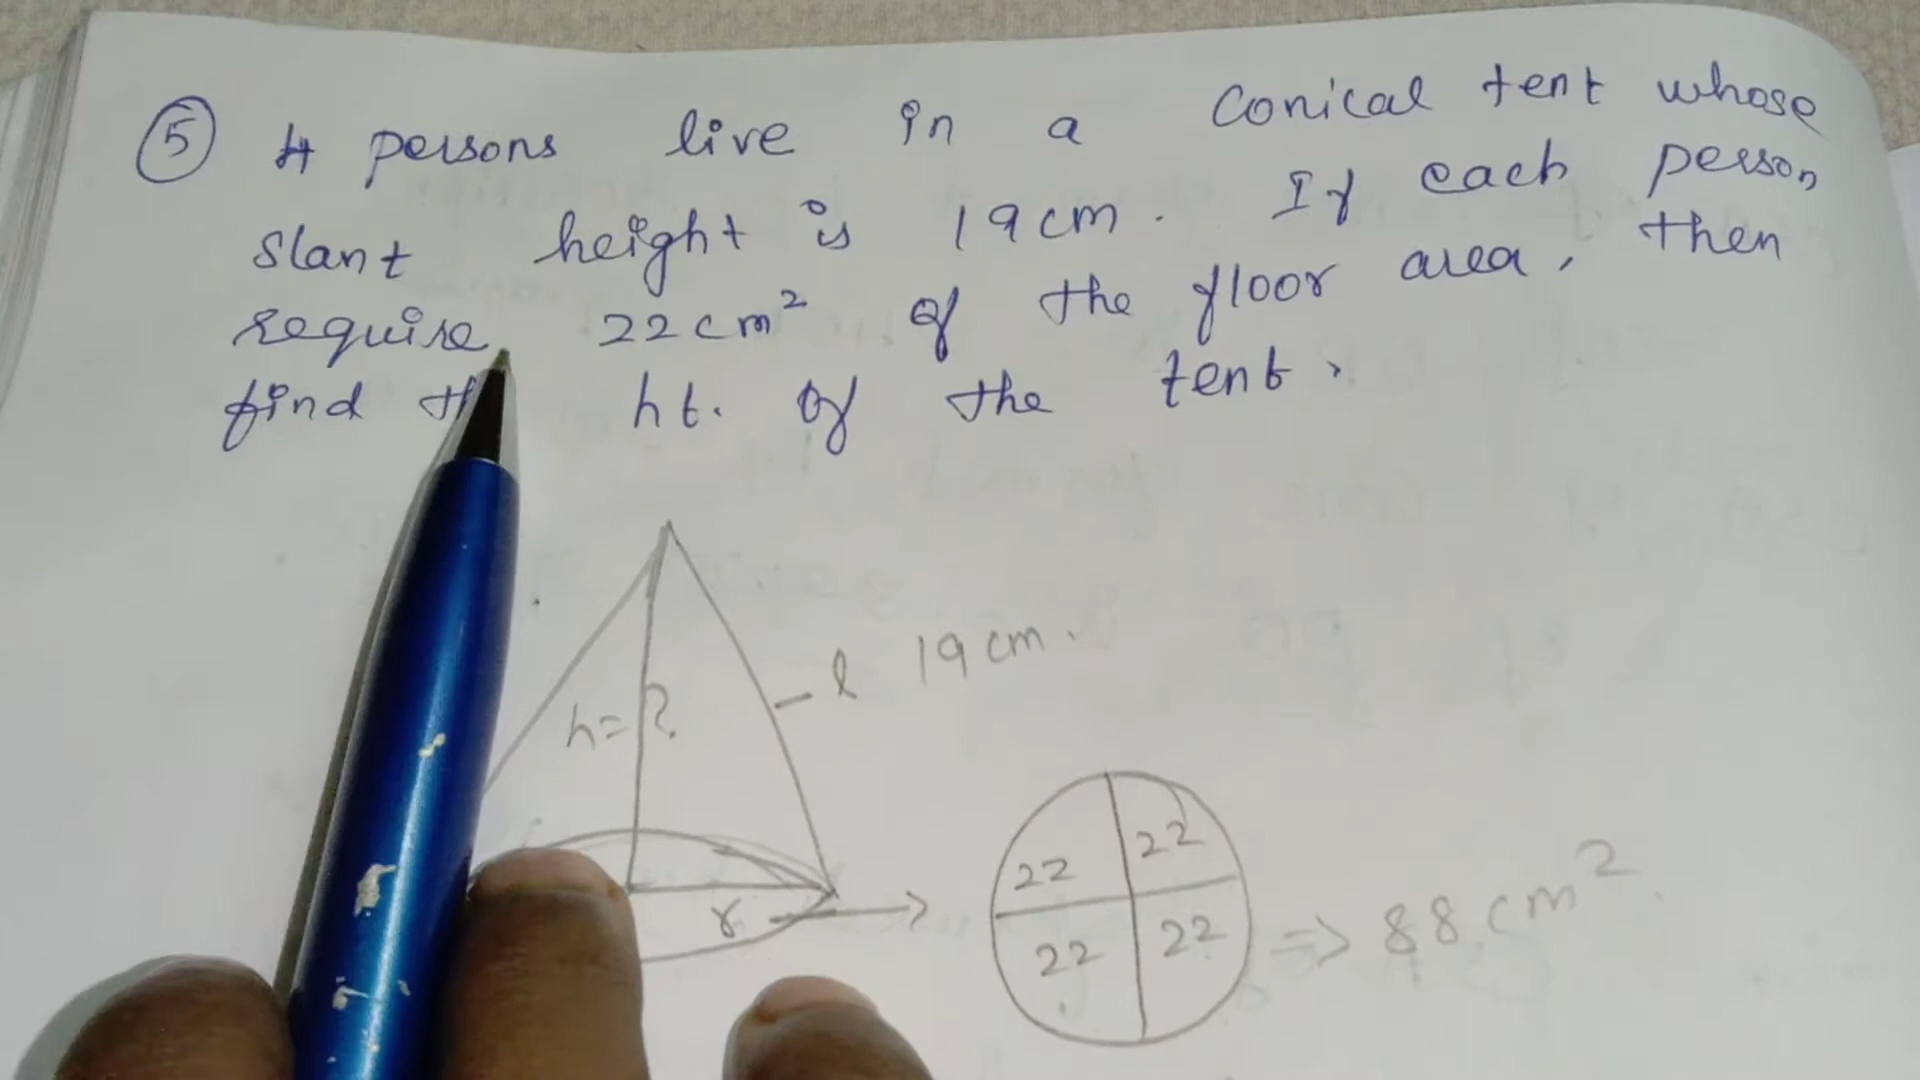 5 4 persons live in a conical tent whose
slant height is 19cm. If each person
require 22cm² of the floor area, then
find the ht. of the tent.
h=? l 19cm.
22 22
r 22 22 => 88cm²